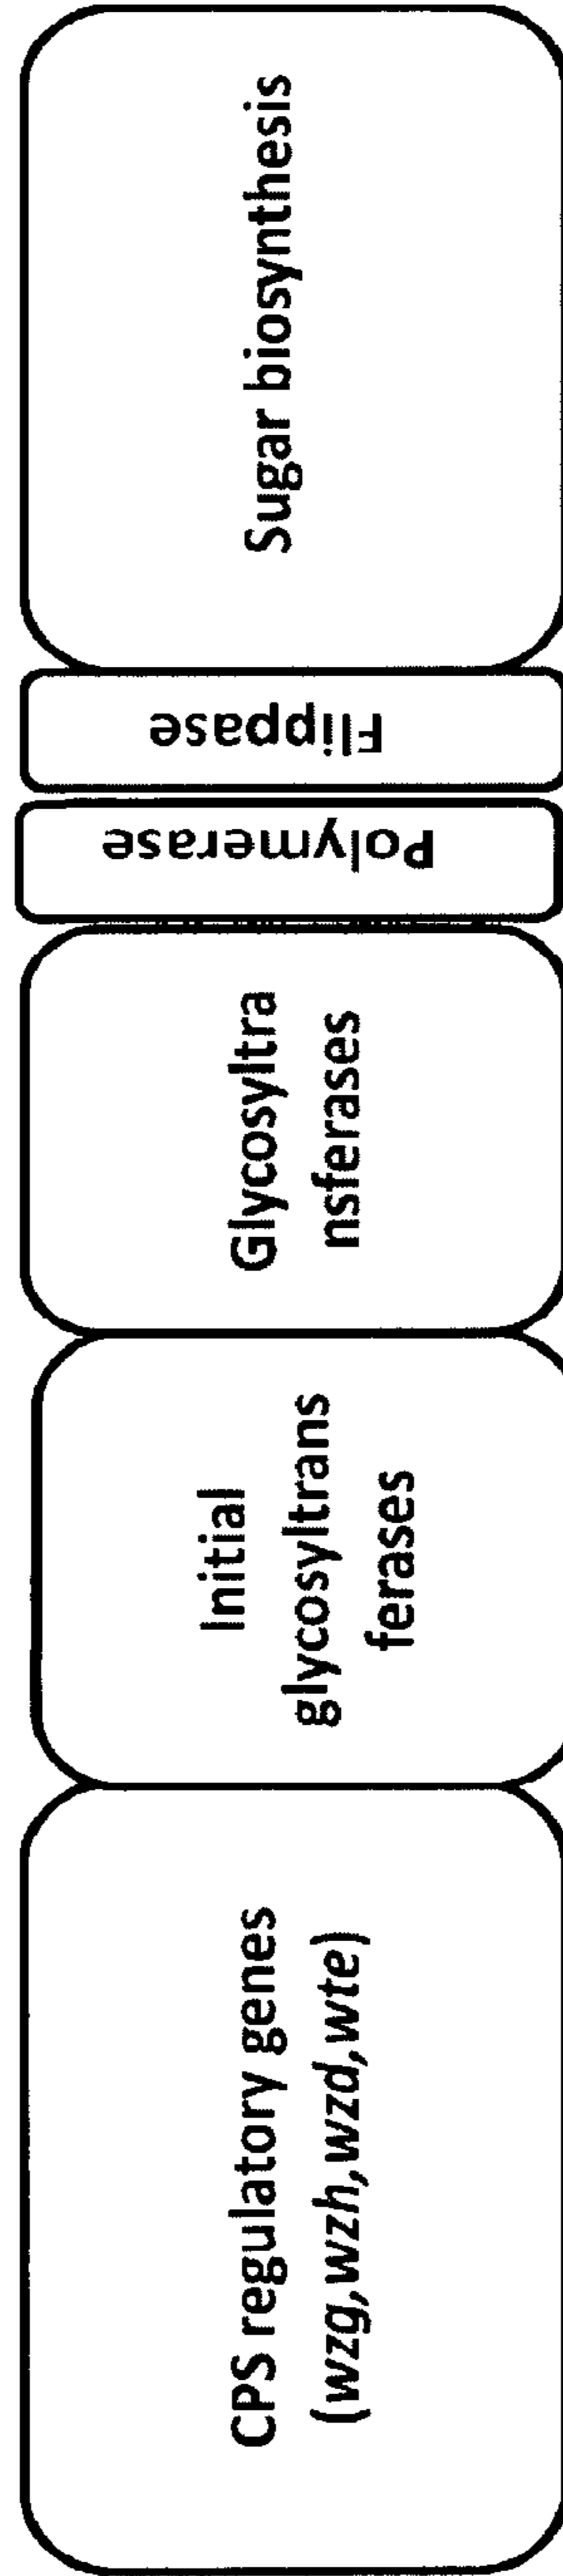 CPS regulatory genes
(wzg,wzh,wzd,wte)
Initial
glycosyltrans
ferases
Glycosyltra
nsferases
Polymerase
Flippase
Sugar biosynthesis